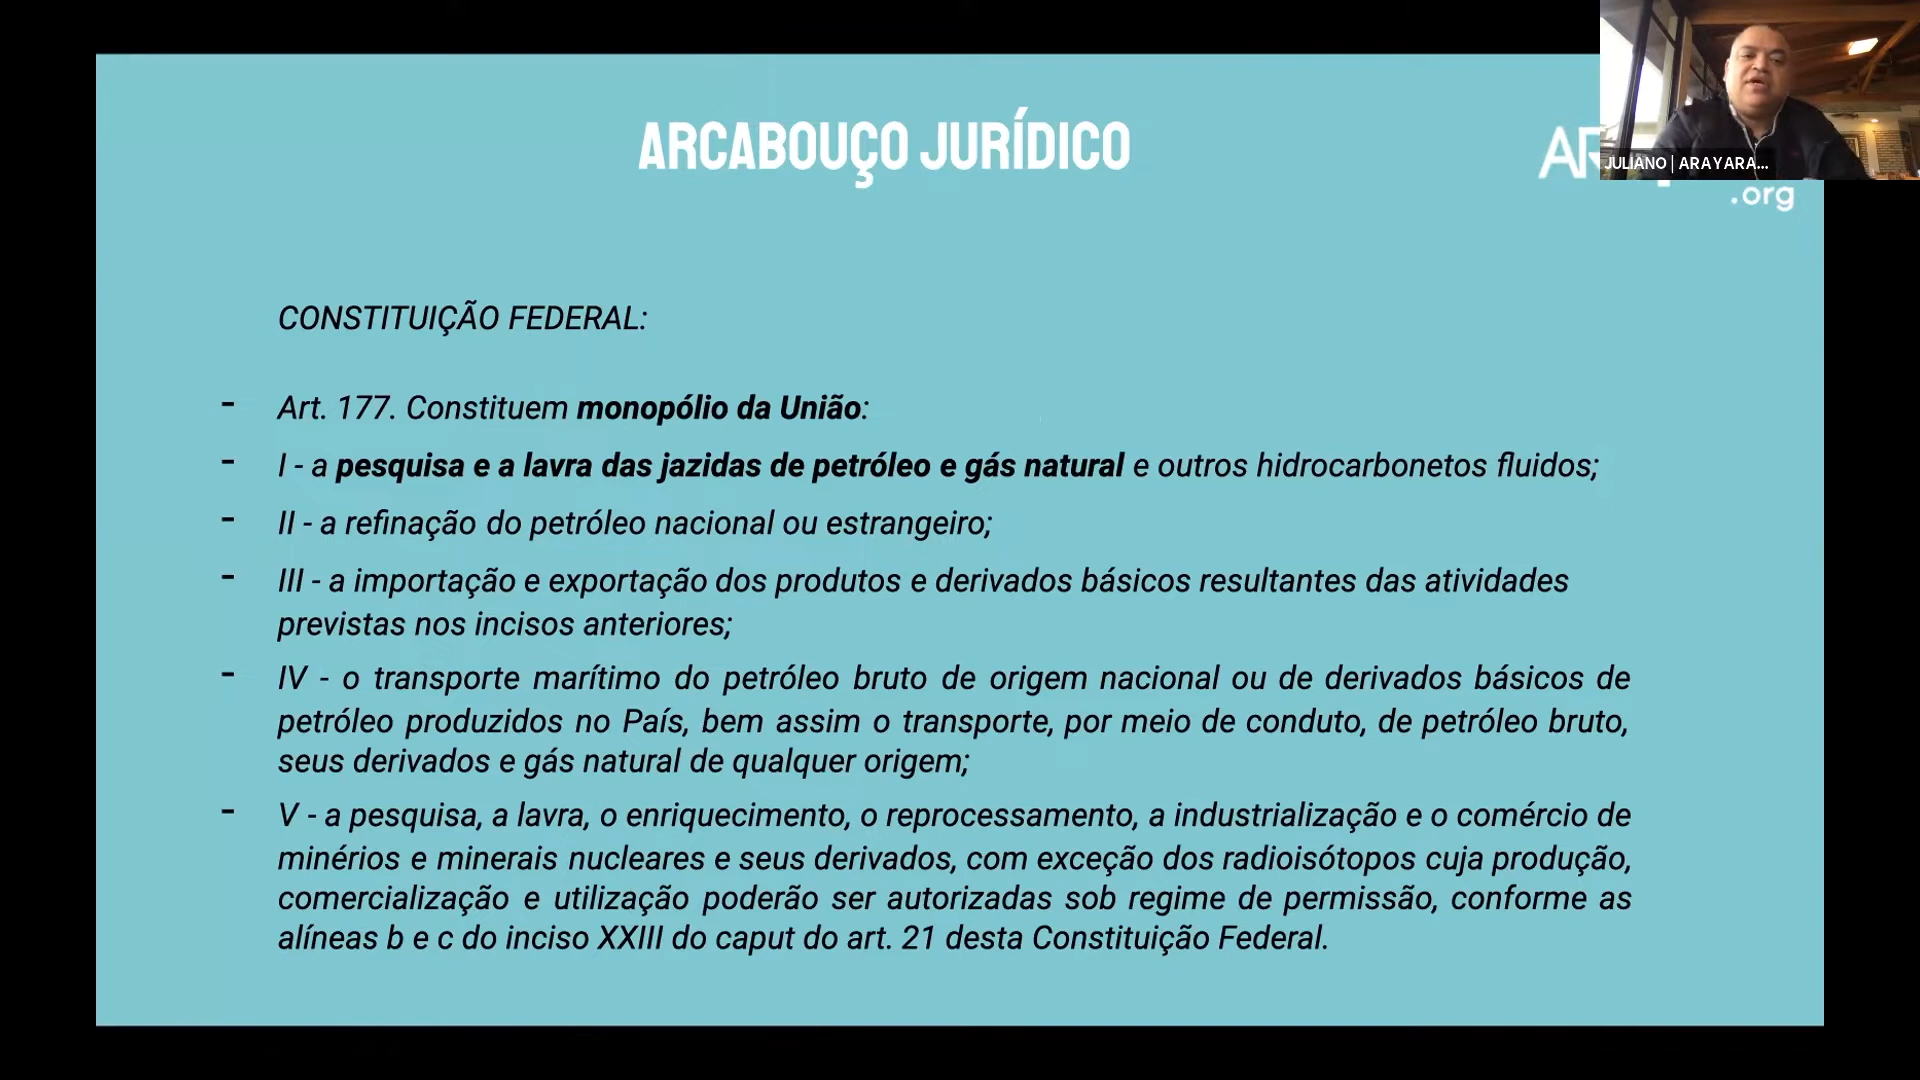 ARCABOUÇO JURÍDICO
JULIANO | ARAYARA...
.org
CONSTITUIÇÃO FEDERAL:
- Art. 177. Constituem monopólio da União:
- I - a pesquisa e a lavra das jazidas de petróleo e gás natural e outros hidrocarbonetos fluidos;
- II - a refinação do petróleo nacional ou estrangeiro;
- III - a importação e exportação dos produtos e derivados básicos resultantes das atividades
previstas nos incisos anteriores;
- IV - o transporte marítimo do petróleo bruto de origem nacional ou de derivados básicos de
petróleo produzidos no País, bem assim o transporte, por meio de conduto, de petróleo bruto,
seus derivados e gás natural de qualquer origem;
- V - a pesquisa, a lavra, o enriquecimento, o reprocessamento, a industrialização e o comércio de
minérios e minerais nucleares e seus derivados, com exceção dos radioisótopos cuja produção,
comercialização e utilização poderão ser autorizadas sob regime de permissão, conforme as
alíneas b e c do inciso XXIII do caput do art. 21 desta Constituição Federal.